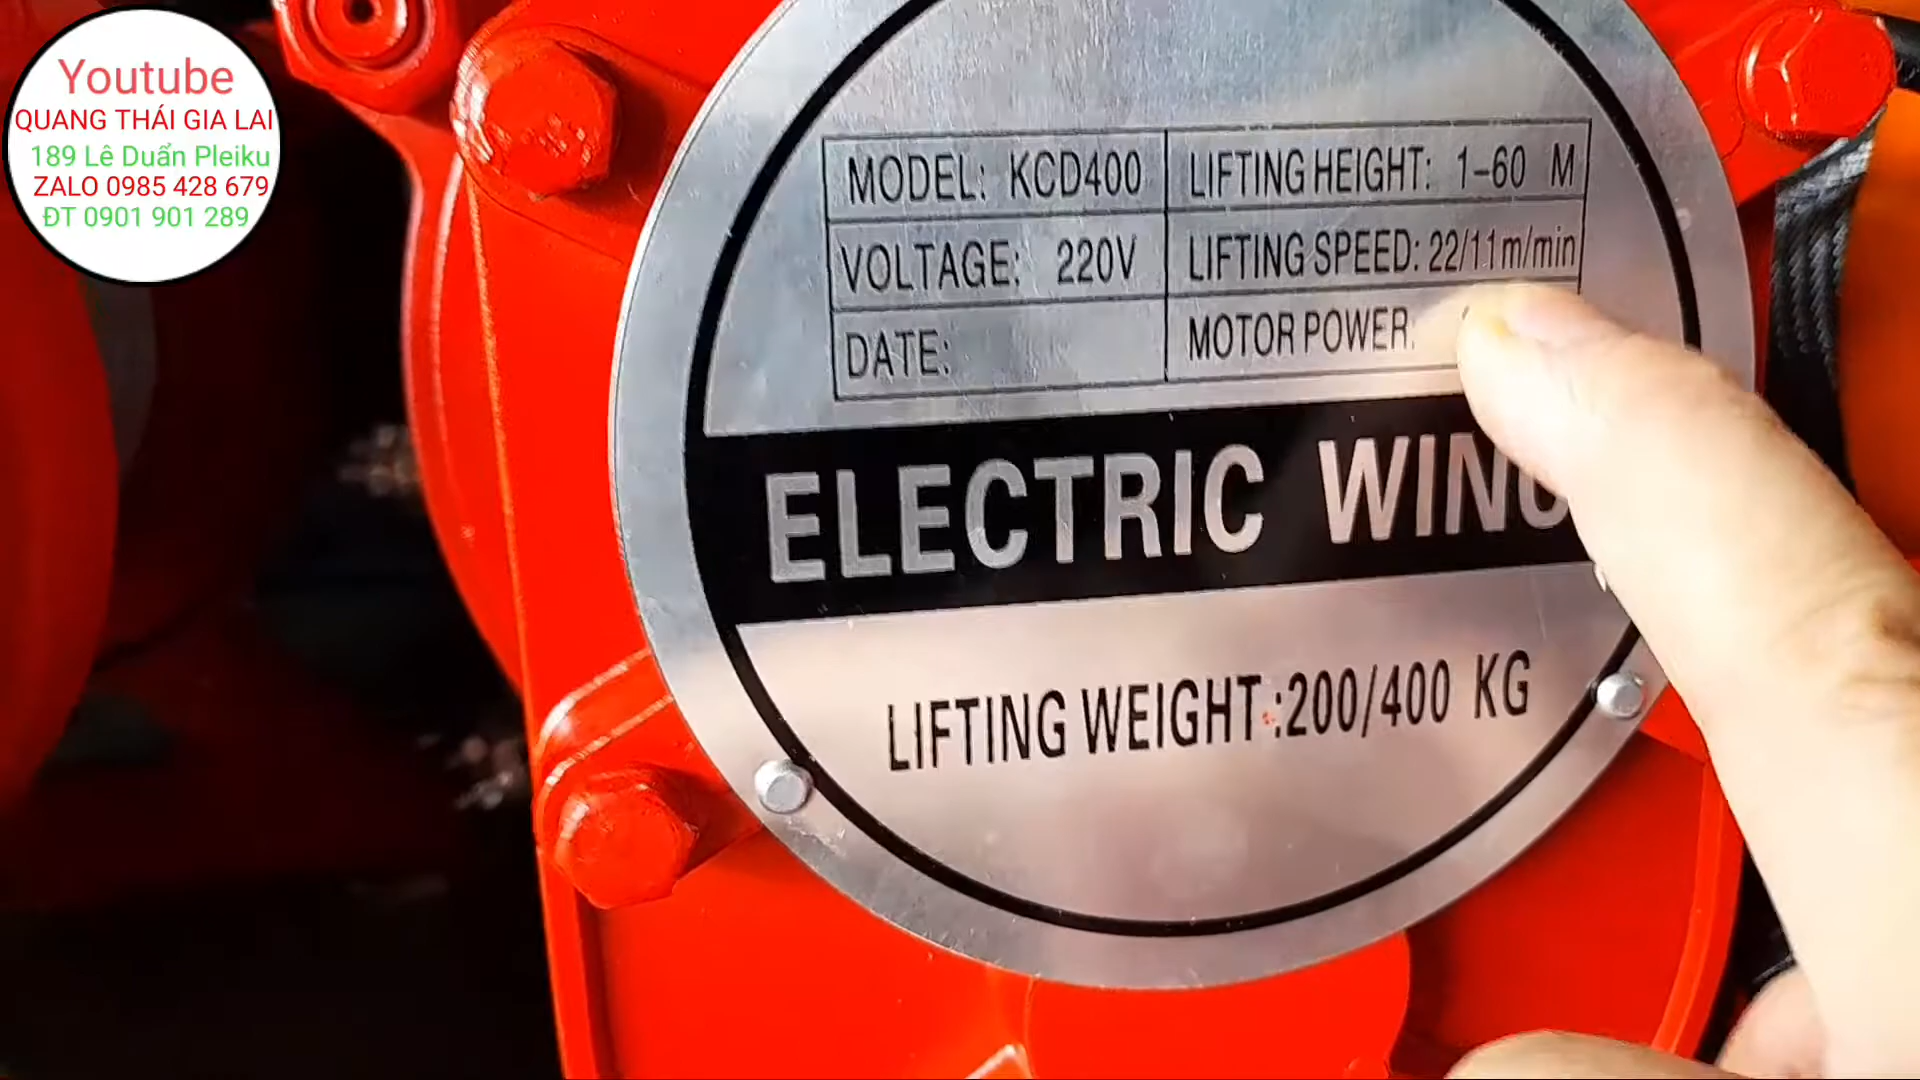 Youtube
QUANG THÁI GIA LAI
189 Lê Duẩn Pleiku
ZALO 0985 428 679
ĐT 0901 901 289
MODEL: KCD400
LIFTING HEIGHT: 1-60 M
VOLTAGE: 220V
LIFTING SPEED: 22/11m/min
DATE:
MOTOR POWER:
ELECTRIC
LIFTING WEIGHT:200/400 KG